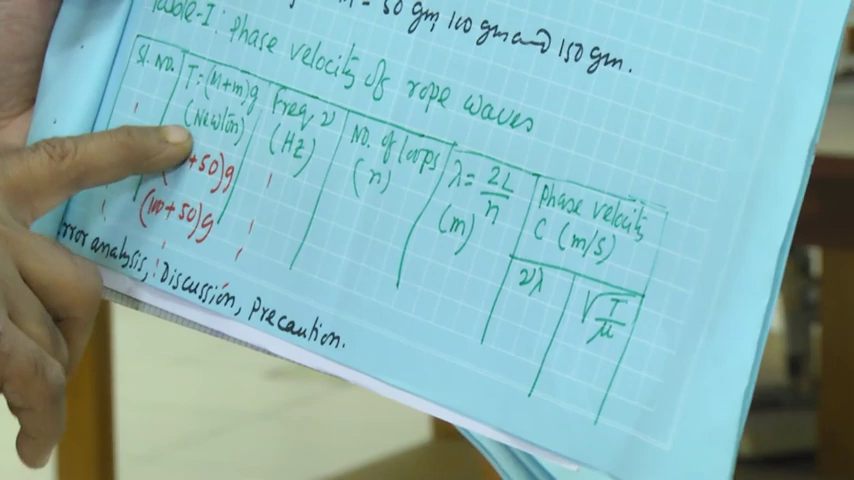 = 50 gm, 100 gm and 150 gm.
Table-I: Phase velocity of rope waves
Sl. No.
T=(M+m)g
(Newton)
Freq ν
(HZ)
No. of loops
(n)
λ = 2L/n
(m)
Phase velocity
C (m/s)
νλ
√T/μ
+50)g
(100+50)g
error analysis, Discussion, Precaution.